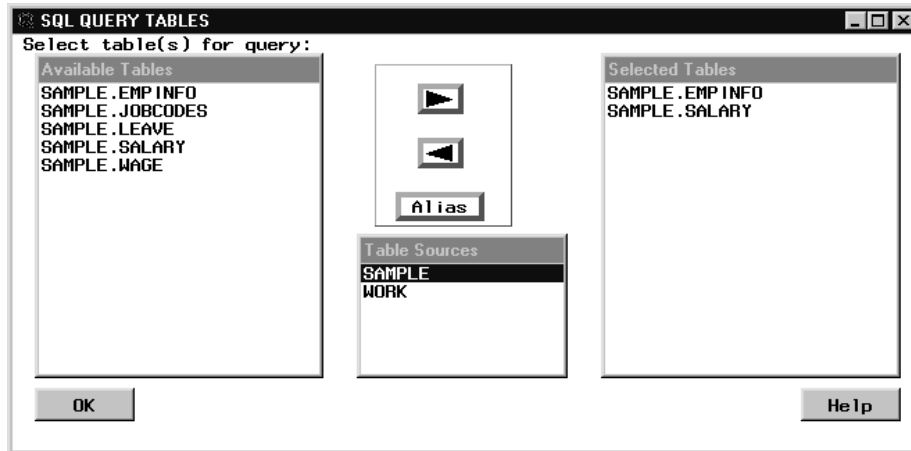 SQL QUERY TABLES
Select table(s) for query:
Available Tables
SAMPLE.EMPINFO
SAMPLE.JOBCODES
SAMPLE.LEAVE
SAMPLE.SALARY
SAMPLE.WAGE
Alias
Table Sources
SAMPLE
WORK
Selected Tables
SAMPLE.EMPINFO
SAMPLE.SALARY
OK
Help